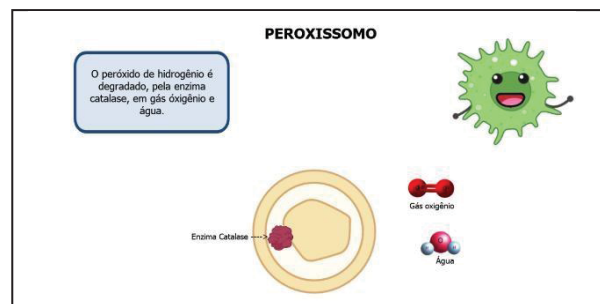 PEROXISSOMO
O peróxido de hidrogênio é
degradado, pela enzima
catalase, em gás óxigênio e
água.
Gás oxigênio
Enzima Catalase ---->
Água